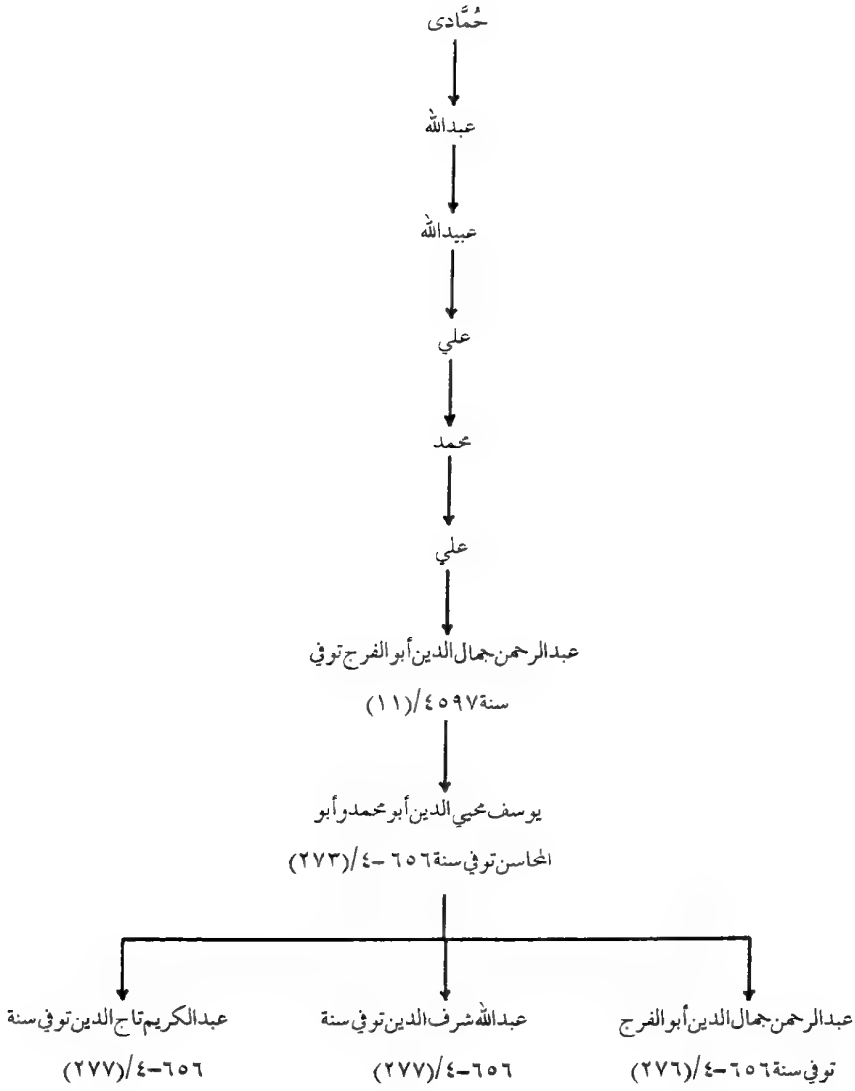 حُمَّادى
عبدالله
عبيدالله
علي
محمد
علي
عبدالرحمن جمال الدين أبو الفرج توفي
سنة ٥٩٧ ٤/(١١)
يوسف محيي الدين أبو محمد وأبو
المحاسن توفي سنة ٦٥٦-٤/(٢٧٣)
عبدالرحمن جمال الدين أبو الفرج
توفي سنة ٦٥٦-٤/(٢٧٦)
عبدالله شرف الدين توفي سنة
٦٥٦-٤/(٢٧٧)
عبدالكريم تاج الدين توفي سنة
٦٥٦-٤/(٢٧٧)